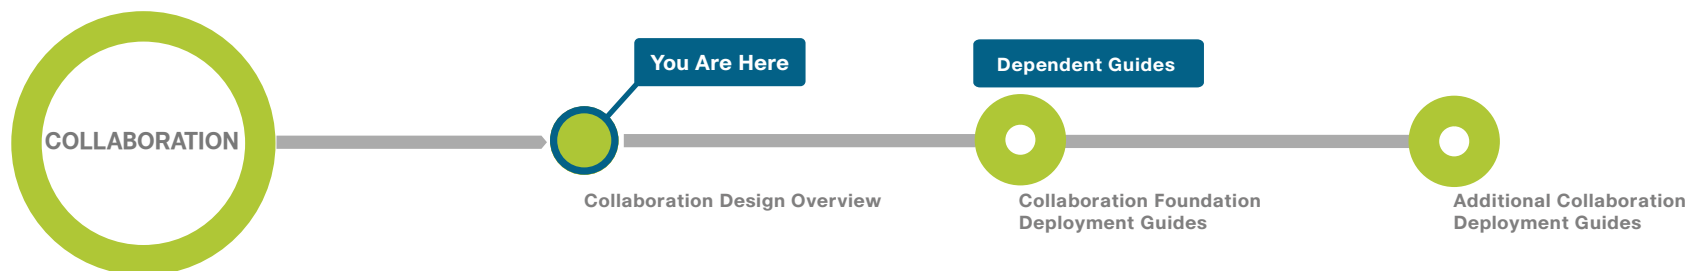 COLLABORATION
You Are Here
Dependent Guides
Collaboration Design Overview
Collaboration Foundation
Deployment Guides
Additional Collaboration
Deployment Guides